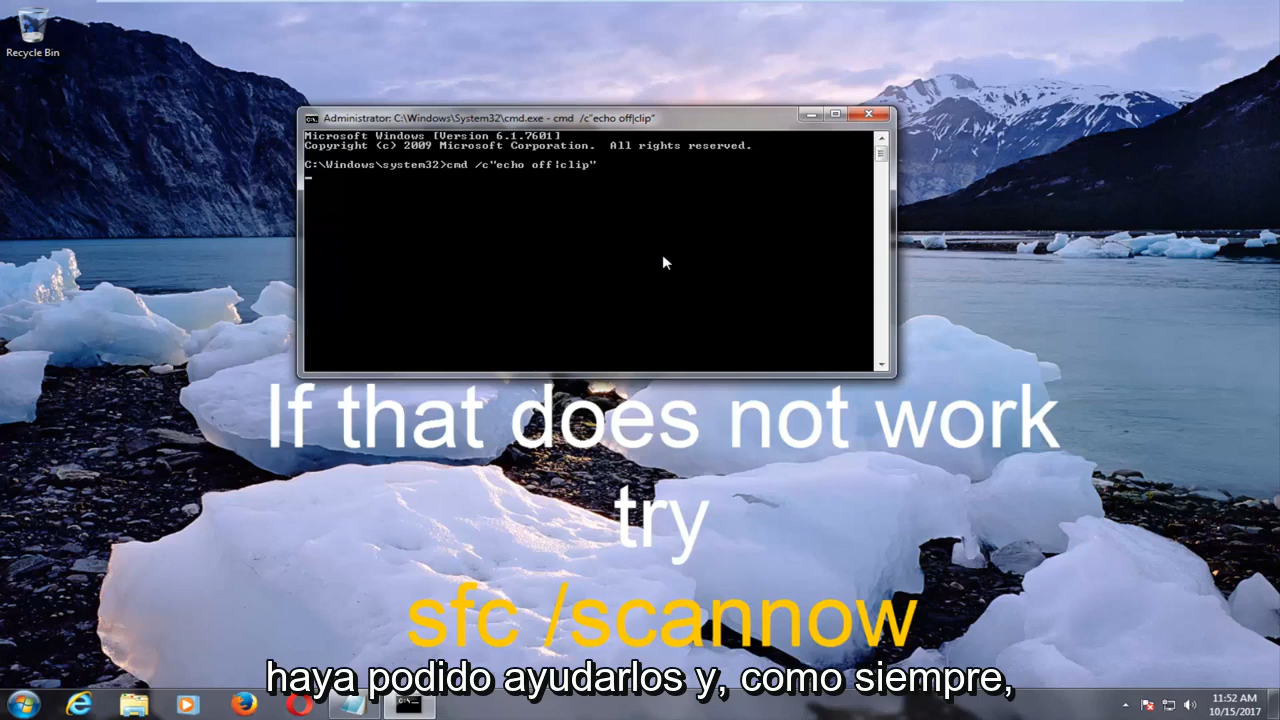 Recycle Bin
Administrator: C:\Windows\System32\cmd.exe - cmd /c"echo off|clip"
Microsoft Windows [Version 6.1.7601]
Copyright (c) 2009 Microsoft Corporation.  All rights reserved.
C:\Windows\system32>cmd /c"echo off|clip"
If that does not work
try
sfc /scannow
haya podido ayudarlos y, como siempre,
11:52 AM
10/15/2017